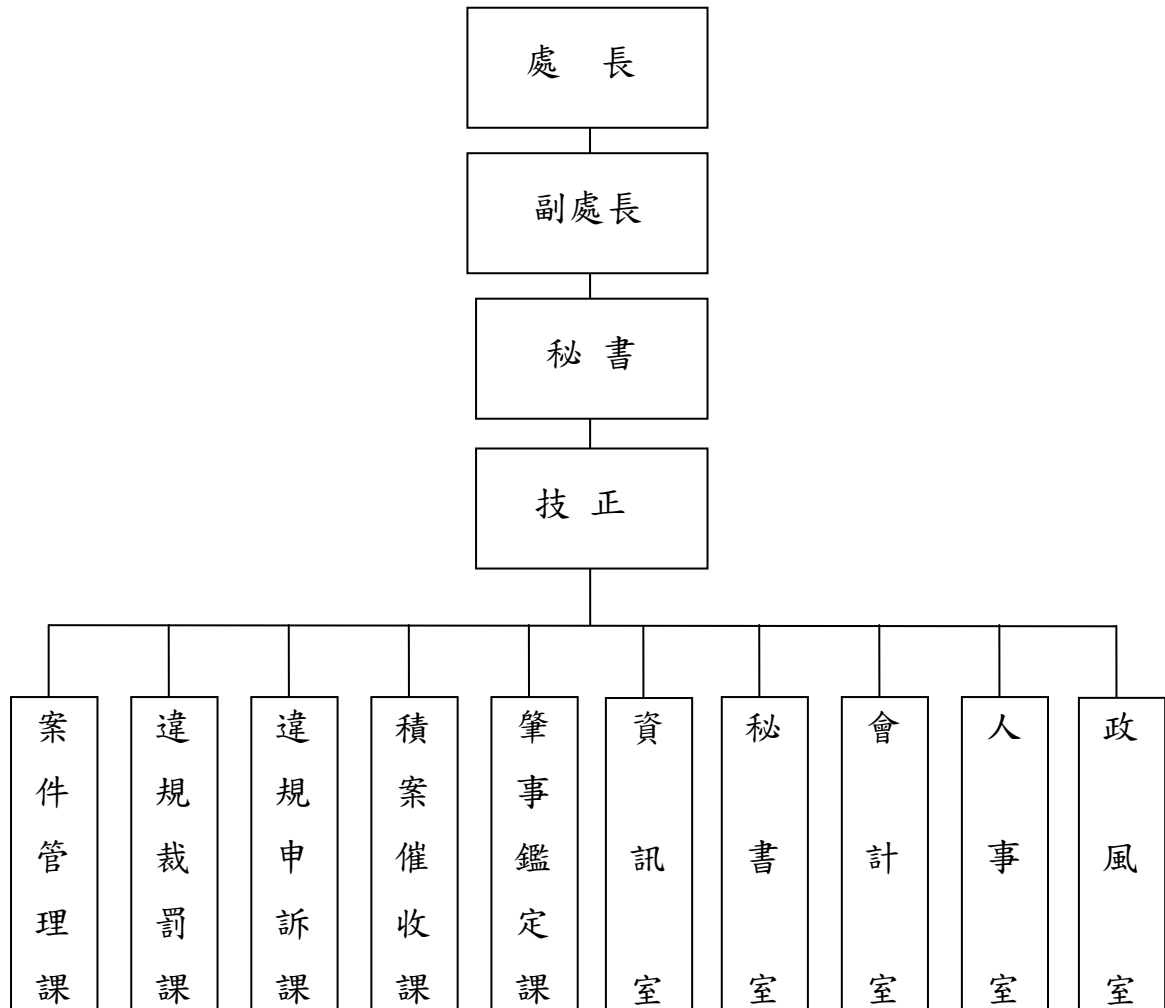 處 長
副處長
秘書
技正
案件管理課
違規裁罰課
違規申訴課
積案催收課
肇事鑑定課
資訊室
秘書室
會計室
人事室
政風室